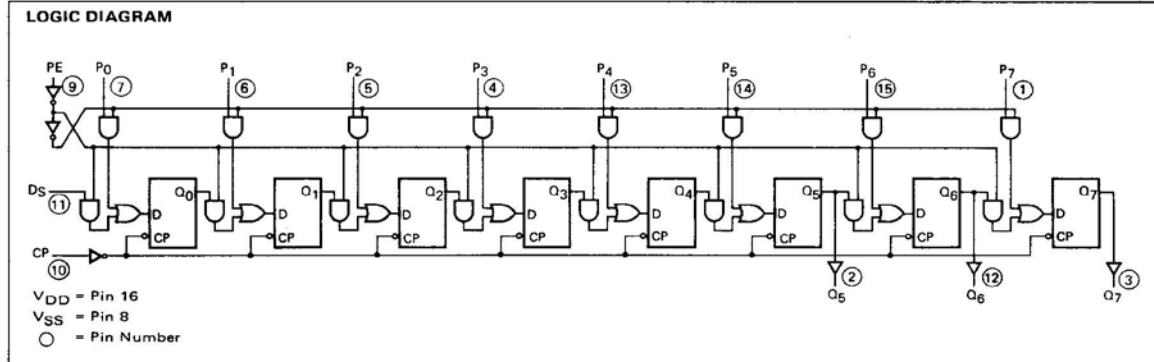 LOGIC DIAGRAM
PE P0 P1 P2 P3 P4 P5 P6 P7
9 7 6 5 4 13 14 15 1
DS Q0 Q1 Q2 Q3 Q4 Q5 Q6 Q7
11 D D D D D D D D
CP CP CP CP CP CP CP CP CP
10
2 12 3
Q5 Q6 Q7
VDD = Pin 16
VSS = Pin 8
= Pin Number